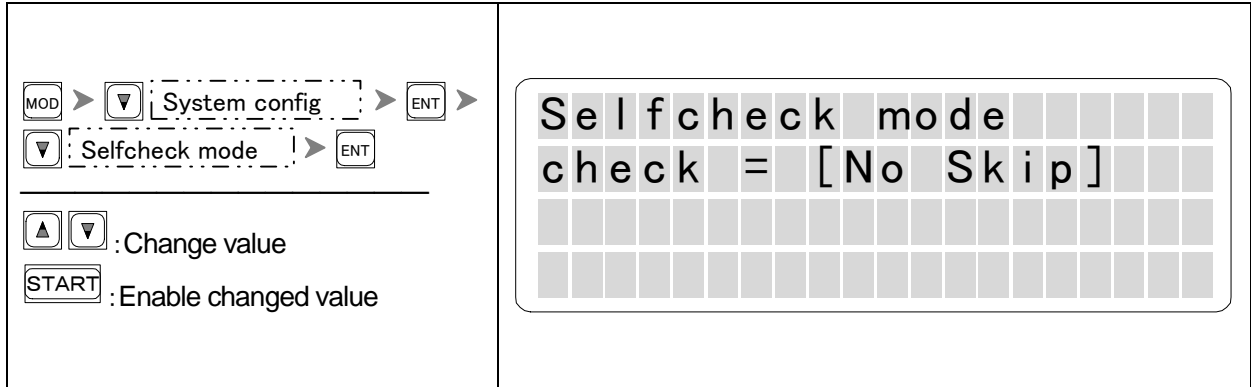 MOD > ▼ System config > ENT >
▼ Selfcheck mode > ENT
▲ ▼ : Change value
START : Enable changed value
Selfcheck mode
check = [No Skip]